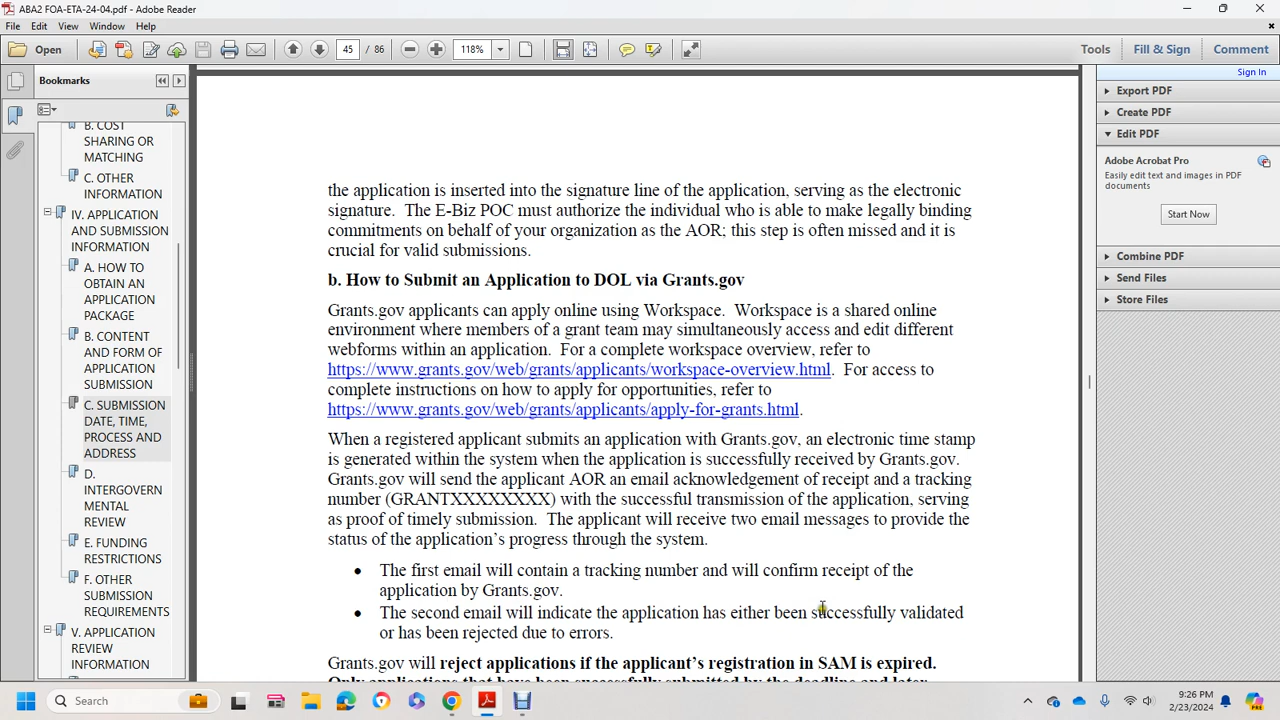 ABA2 FOA-ETA-24-04.pdf - Adobe Reader
File Edit View Window Help
Open 45 / 86 118% Tools Fill & Sign Comment
Sign In
Bookmarks
B. COST
SHARING OR
MATCHING
C. OTHER
INFORMATION
IV. APPLICATION
AND SUBMISSION
INFORMATION
A. HOW TO
OBTAIN AN
APPLICATION
PACKAGE
B. CONTENT
AND FORM OF
APPLICATION
SUBMISSION
C. SUBMISSION
DATE, TIME,
PROCESS AND
ADDRESS
D.
INTERGOVERN
MENTAL
REVIEW
E. FUNDING
RESTRICTIONS
F. OTHER
SUBMISSION
REQUIREMENTS
V. APPLICATION
REVIEW
INFORMATION
the application is inserted into the signature line of the application, serving as the electronic
signature. The E-Biz POC must authorize the individual who is able to make legally binding
commitments on behalf of your organization as the AOR; this step is often missed and it is
crucial for valid submissions.
b. How to Submit an Application to DOL via Grants.gov
Grants.gov applicants can apply online using Workspace. Workspace is a shared online
environment where members of a grant team may simultaneously access and edit different
webforms within an application. For a complete workspace overview, refer to
https://www.grants.gov/web/grants/applicants/workspace-overview.html. For access to
complete instructions on how to apply for opportunities, refer to
https://www.grants.gov/web/grants/applicants/apply-for-grants.html.
When a registered applicant submits an application with Grants.gov, an electronic time stamp
is generated within the system when the application is successfully received by Grants.gov.
Grants.gov will send the applicant AOR an email acknowledgement of receipt and a tracking
number (GRANTXXXXXXXX) with the successful transmission of the application, serving
as proof of timely submission. The applicant will receive two email messages to provide the
status of the application’s progress through the system.
• The first email will contain a tracking number and will confirm receipt of the
application by Grants.gov.
• The second email will indicate the application has either been successfully validated
or has been rejected due to errors.
Grants.gov will reject applications if the applicant’s registration in SAM is expired.
Only applications that have been successfully submitted by the deadline and later
Export PDF
Create PDF
Edit PDF
Adobe Acrobat Pro
Easily edit text and images in PDF
documents
Start Now
Combine PDF
Send Files
Store Files
Search
9:26 PM
2/23/2024